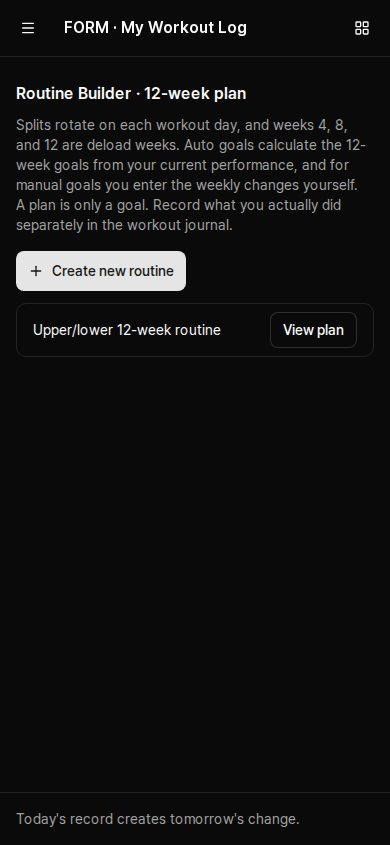 FORM · My Workout Log
Routine Builder · 12-week plan
Splits rotate on each workout day, and weeks 4, 8,
and 12 are deload weeks. Auto goals calculate the 12-
week goals from your current performance, and for
manual goals you enter the weekly changes yourself.
A plan is only a goal. Record what you actually did
separately in the workout journal.
Create new routine
Upper/lower 12-week routine
View plan
Today's record creates tomorrow's change.